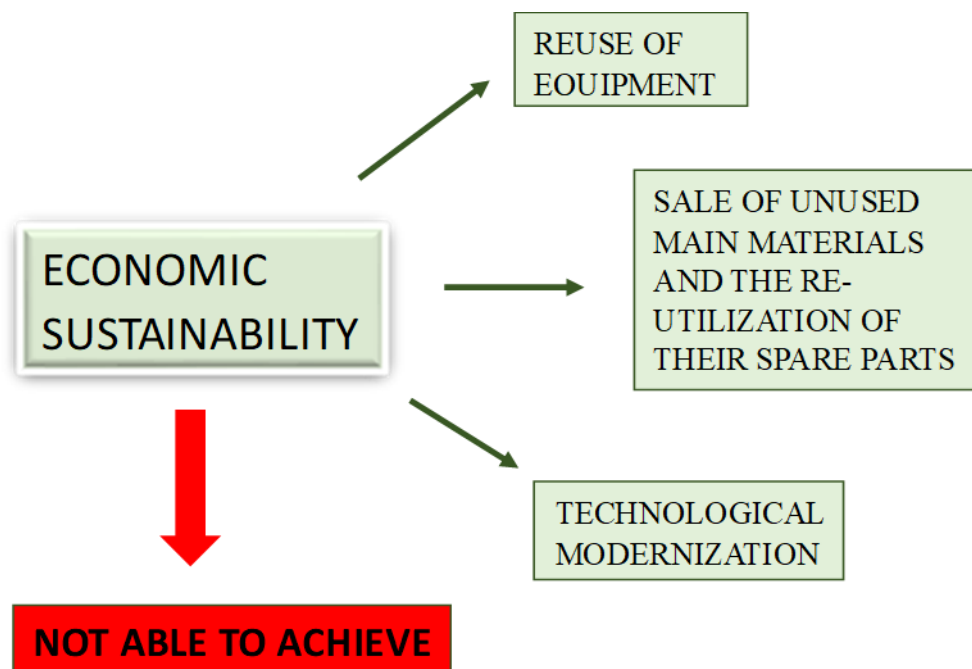 REUSE OF
EOUIPMENT
SALE OF UNUSED
MAIN MATERIALS
AND THE RE-
UTILIZATION OF
THEIR SPARE PARTS
ECONOMIC
SUSTAINABILITY
TECHNOLOGICAL
MODERNIZATION
NOT ABLE TO ACHIEVE